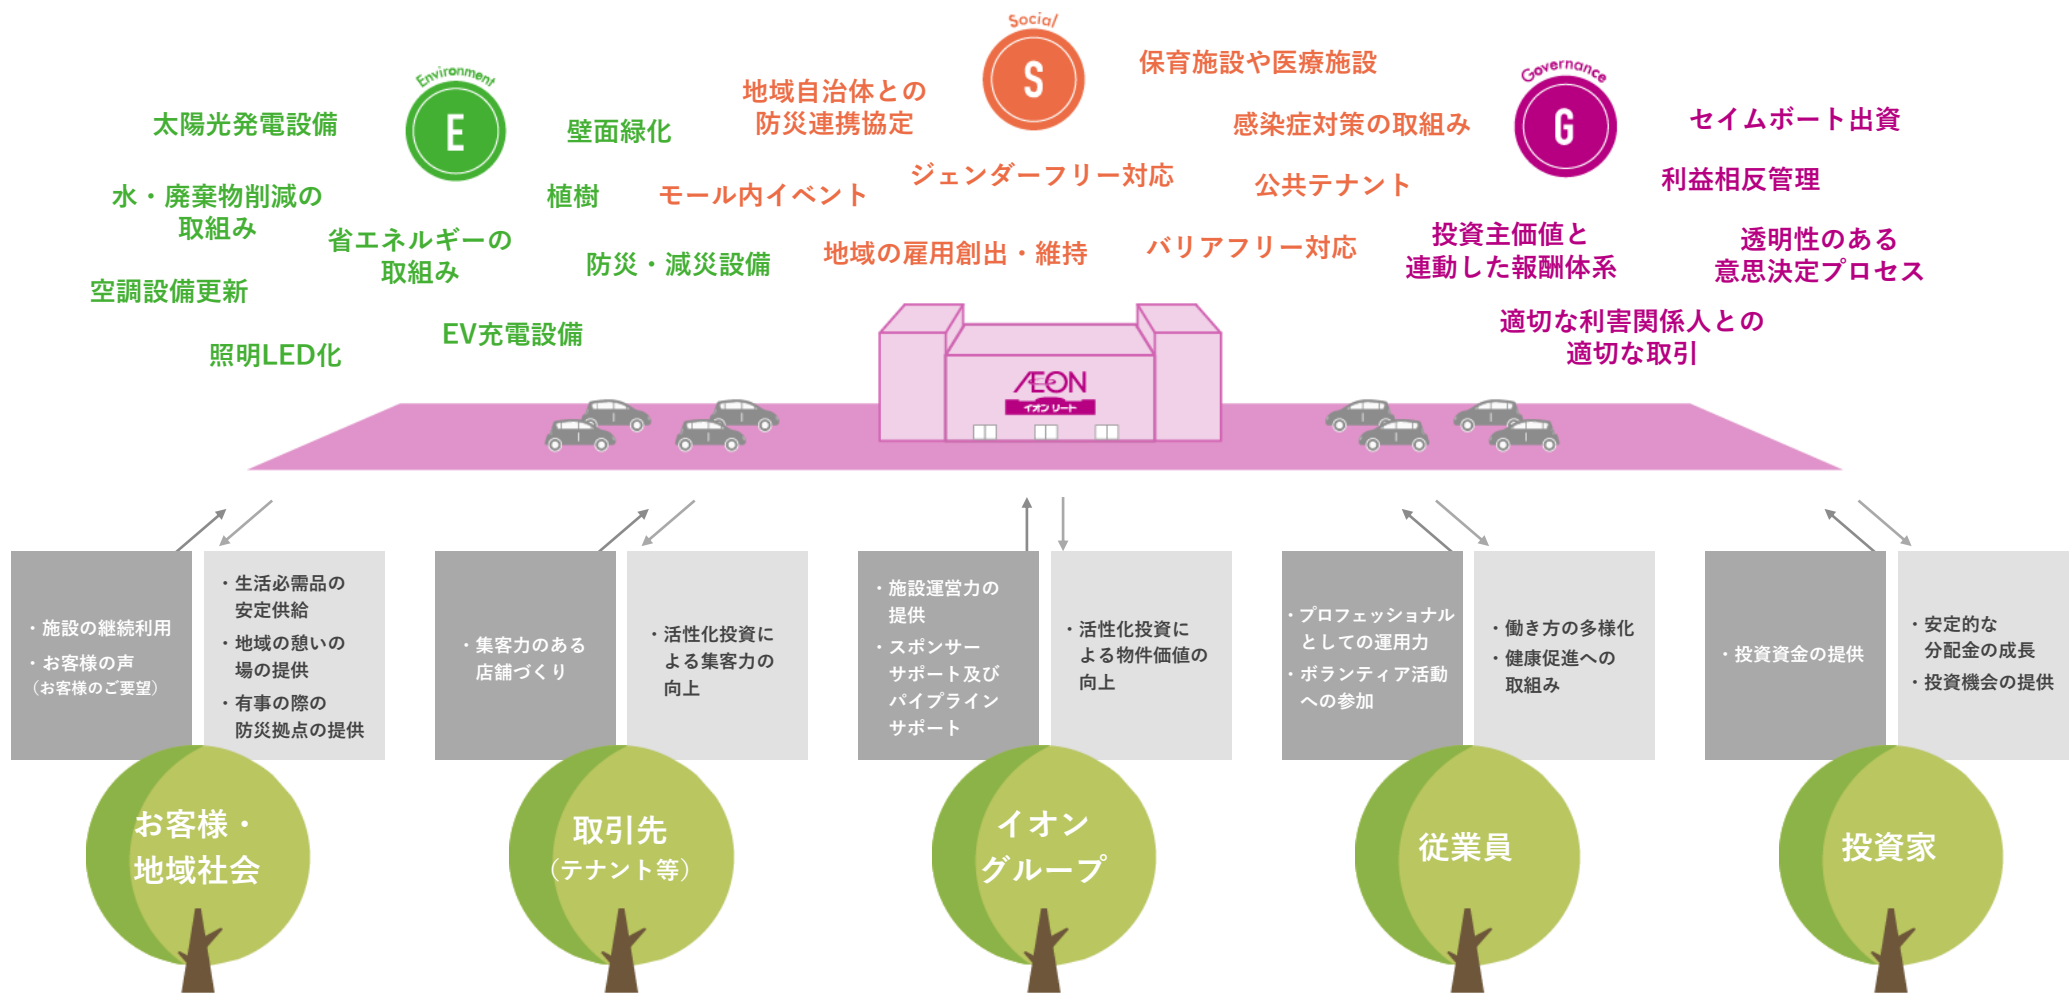 Environment
E
太陽光発電設備
壁面緑化
水・廃棄物削減の
取組み
植樹
省エネルギーの
取組み
防災・減災設備
空調設備更新
EV充電設備
照明LED化
Social
S
保育施設や医療施設
地域自治体との
防災連携協定
感染症対策の取組み
ジェンダーフリー対応
公共テナント
モール内イベント
地域の雇用創出・維持
バリアフリー対応
Governance
G
セイムボート出資
利益相反管理
投資主価値と
連動した報酬体系
透明性のある
意思決定プロセス
適切な利害関係人との
適切な取引
ÆON
イオン リート
・施設の継続利用
・お客様の声
（お客様のご要望）
・生活必需品の
安定供給
・地域の憩いの
場の提供
・有事の際の
防災拠点の提供
お客様・
地域社会
・集客力のある
店舗づくり
・活性化投資に
よる集客力の
向上
取引先
（テナント等）
・施設運営力の
提供
・スポンサー
サポート及び
パイプライン
サポート
・活性化投資に
よる物件価値の
向上
イオン
グループ
・プロフェッショナル
としての運用力
・ボランティア活動
への参加
・働き方の多様化
・健康促進への
取組み
従業員
・投資資金の提供
・安定的な
分配金の成長
・投資機会の提供
投資家